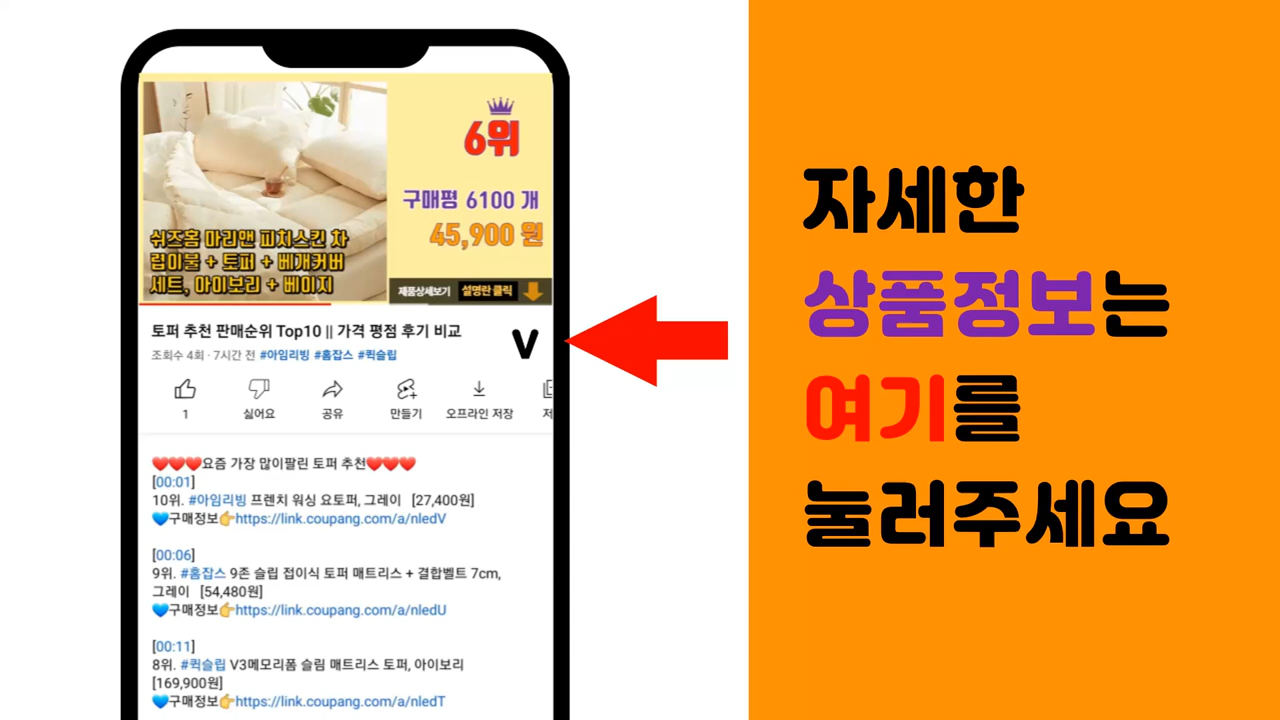 6위
구매평 6100 개
45,900 원
쉬즈홈 마리앤 피치스킨 차
렵이불 + 토퍼 + 베개커버
세트, 아이보리 + 베이지
제품상세보기 설명란 클릭
토퍼 추천 판매순위 Top10 || 가격 평점 후기 비교
V
조회수 4회 · 7시간 전 #아임리빙 #홈잡스 #퀵슬립
1 싫어요 공유 만들기 오프라인 저장 저
❤️❤️❤️요즘 가장 많이팔린 토퍼 추천❤️❤️❤️
[00:01]
10위. #아임리빙 프렌치 워싱 요토퍼, 그레이 [27,400원]
💙구매정보👉https://link.coupang.com/a/nledV
[00:06]
9위. #홈잡스 9존 슬립 접이식 토퍼 매트리스 + 결합벨트 7cm,
그레이 [54,480원]
💙구매정보👉https://link.coupang.com/a/nledU
[00:11]
8위. #퀵슬립 V3메모리폼 슬림 매트리스 토퍼, 아이보리
[169,900원]
💙구매정보👉https://link.coupang.com/a/nledT
자세한
상품정보는
여기를
눌러주세요